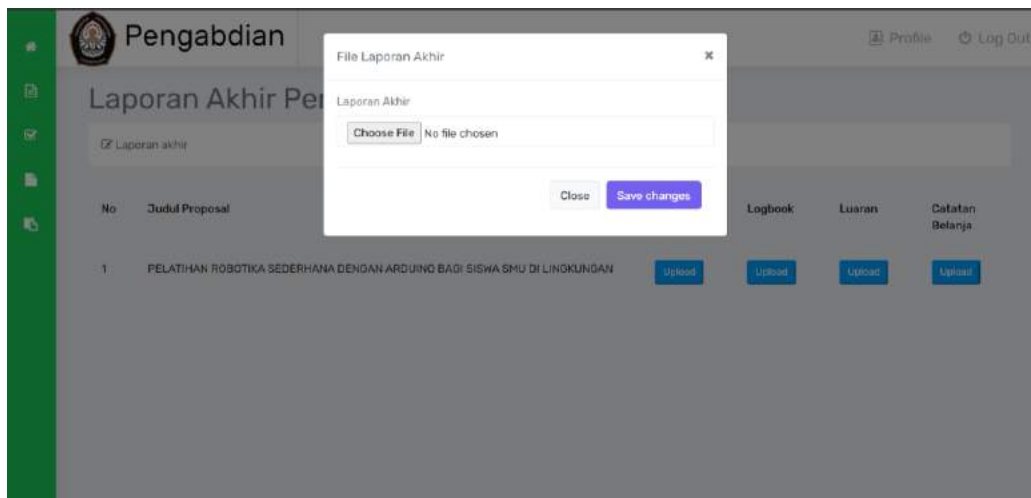 Pengabdian
Profile
Log Out
File Laporan Akhir
Laporan Akhir Per
Laporan Akhir
Choose File No file chosen
Laporan akhir
Close
Save changes
No
Judul Proposal
Logbook
Luaran
Catatan
Belanja
1
PELATIHAN ROBOTIKA SEDERHANA DENGAN ARDUINO BAGI SISWA SMU DI LINGKUNGAN
Upload
Upload
Upload
Upload